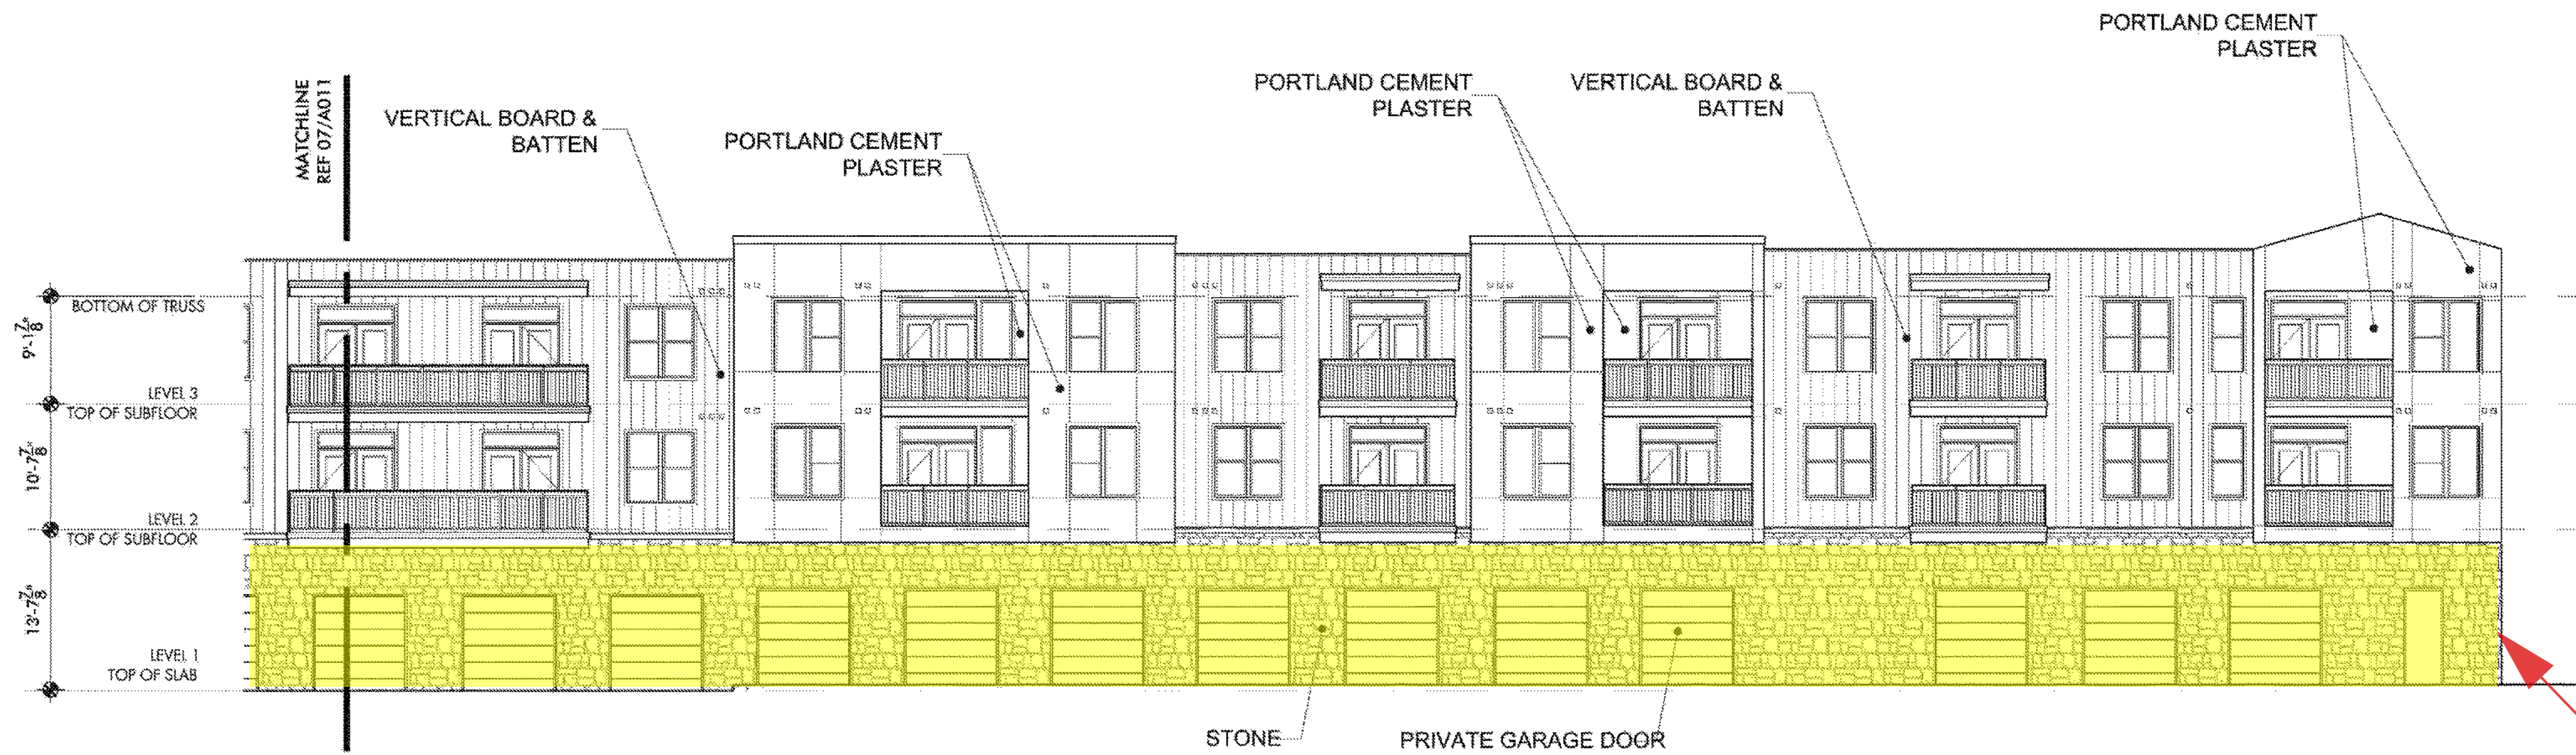 PORTLAND CEMENT
PLASTER
PORTLAND CEMENT
PLASTER
VERTICAL BOARD &
BATTEN
MATCHLINE
REF 07/A011
VERTICAL BOARD &
BATTEN
PORTLAND CEMENT
PLASTER
BOTTOM OF TRUSS
9'-1 7/8"
LEVEL 3
TOP OF SUBFLOOR
10'-7 7/8"
LEVEL 2
TOP OF SUBFLOOR
13'-7 7/8"
LEVEL 1
TOP OF SLAB
STONE
PRIVATE GARAGE DOOR